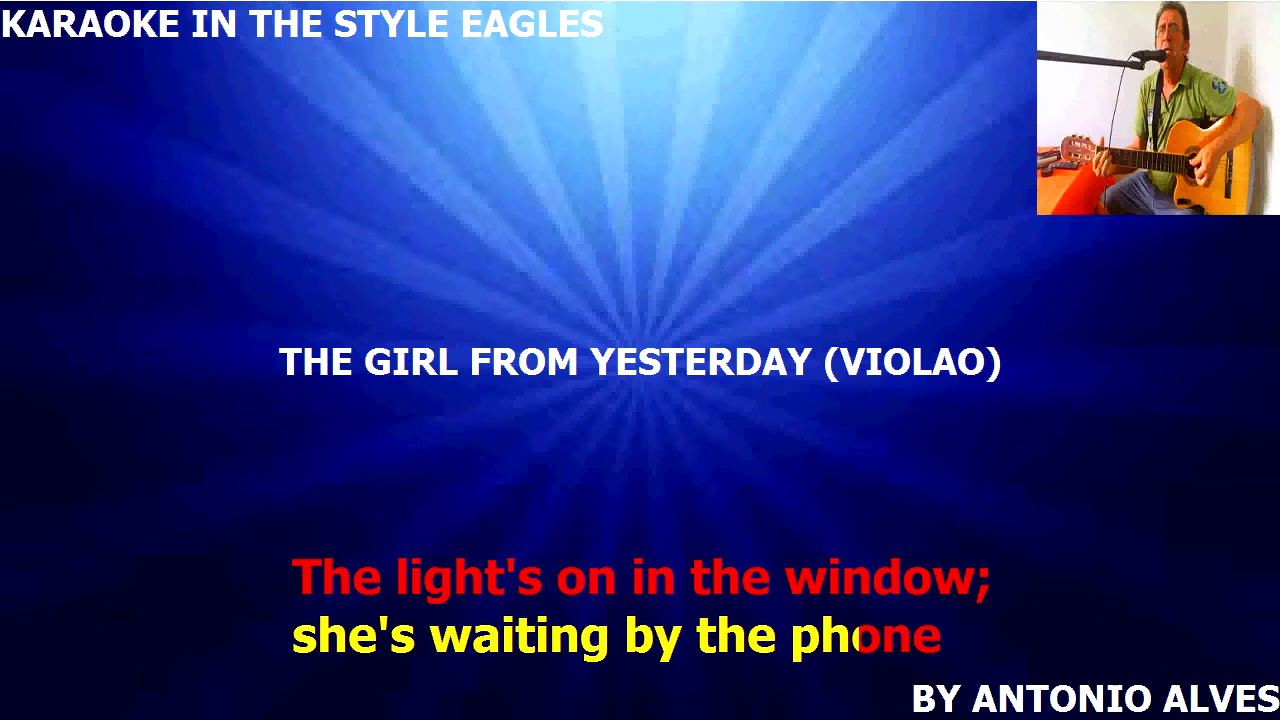 KARAOKE IN THE STYLE EAGLES
THE GIRL FROM YESTERDAY (VIOLAO)
The light's on in the window;
she's waiting by the phone
BY ANTONIO ALVES